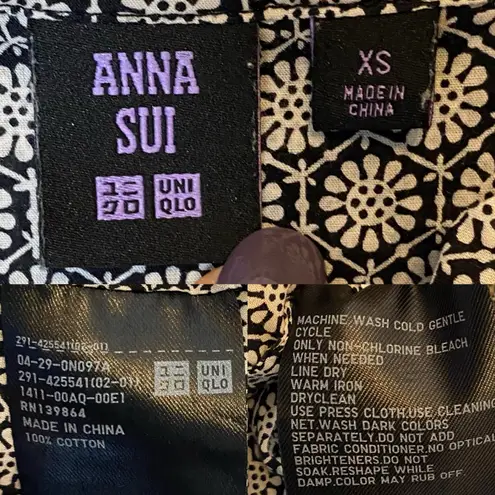 ANNA
SUI
ユニ
クロ
UNI
QLO
XS
MADE IN
CHINA
291-425541(02-01)
04-29-0N097A
291-425541(02-01)
1411-00AQ-00E1
RN139864
MADE IN CHINA
100% COTTON
ユニ
クロ
UNI
QLO
MACHINE WASH COLD GENTLE
CYCLE
ONLY NON-CHLORINE BLEACH
WHEN NEEDED
LINE DRY
WARM IRON
DRYCLEAN
USE PRESS CLOTH.USE CLEANING
NET.WASH DARK COLORS
SEPARATELY.DO NOT ADD
FABRIC CONDITIONER.NO OPTICAL
BRIGHTENERS.DO NOT
SOAK.RESHAPE WHILE
DAMP.COLOR MAY RUB OFF.